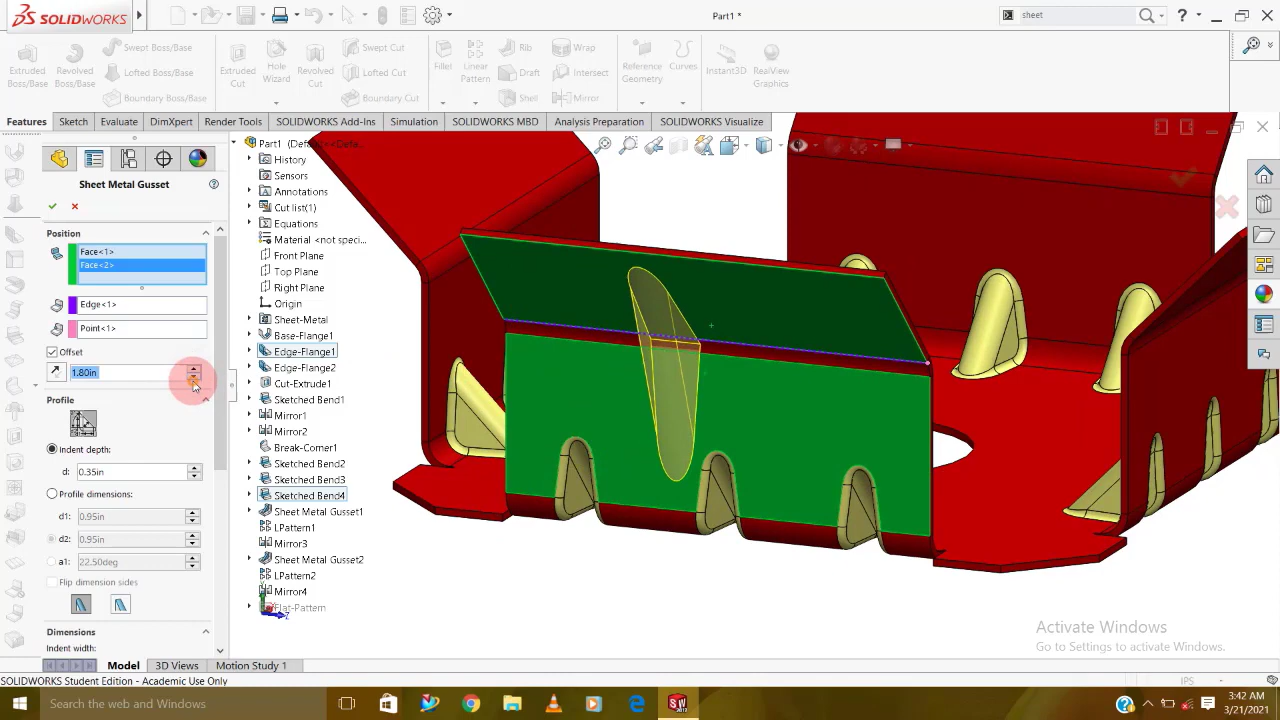 SOLIDWORKS
Part1 *
sheet
Extruded Boss/Base
Revolved Boss/Base
Swept Boss/Base
Lofted Boss/Base
Boundary Boss/Base
Extruded Cut
Hole Wizard
Revolved Cut
Swept Cut
Lofted Cut
Boundary Cut
Fillet
Linear Pattern
Rib
Draft
Shell
Wrap
Intersect
Mirror
Reference Geometry
Curves
Instant3D
RealView Graphics
Features
Sketch
Evaluate
DimXpert
Render Tools
SOLIDWORKS Add-Ins
Simulation
SOLIDWORKS MBD
Analysis Preparation
SOLIDWORKS Visualize
Sheet Metal Gusset
Position
Face<1>
Face<2>
Edge<1>
Point<1>
Offset
1.80in
Profile
Indent depth:
d:
0.35in
Profile dimensions:
d1:
0.95in
d2:
0.95in
a1:
22.50deg
Flip dimension sides
Dimensions
Indent width:
Part1 (Default<<Defa...
History
Sensors
Annotations
Cut list(1)
Equations
Material <not speci...
Front Plane
Top Plane
Right Plane
Origin
Sheet-Metal
Base-Flange1
Edge-Flange1
Edge-Flange2
Cut-Extrude1
Sketched Bend1
Mirror1
Mirror2
Break-Corner1
Sketched Bend2
Sketched Bend3
Sketched Bend4
Sheet Metal Gusset1
LPattern1
Mirror3
Sheet Metal Gusset2
LPattern2
Mirror4
Flat-Pattern
Activate Windows
Go to Settings to activate Windows.
Model
3D Views
Motion Study 1
SOLIDWORKS Student Edition - Academic Use Only
IPS
Search Windows
3:42 AM
3/21/2021